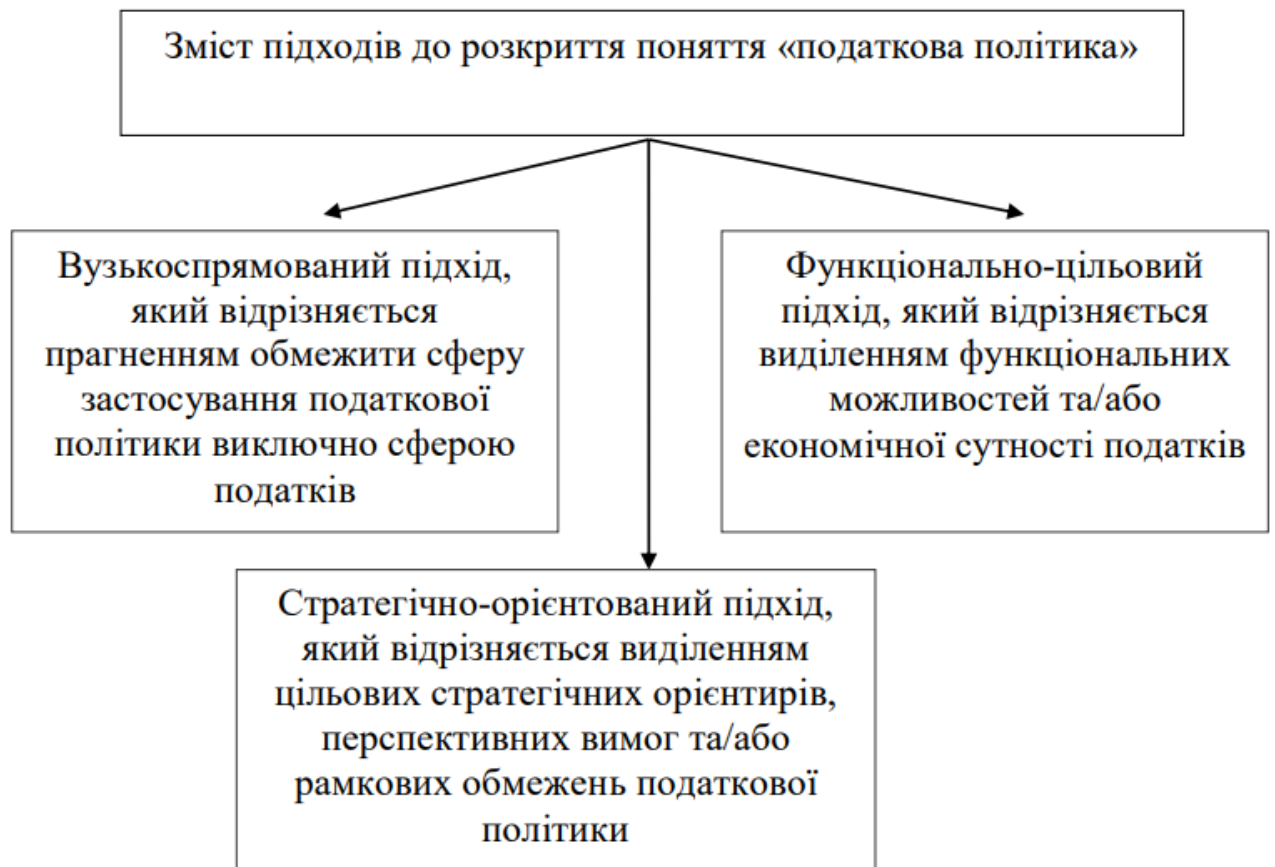 Зміст підходів до розкриття поняття «податкова політика»
Вузькоспрямований підхід,
який відрізняється
прагненням обмежити сферу
застосування податкової
політики виключно сферою
податків
Функціонально-цільовий
підхід, який відрізняється
виділенням функціональних
можливостей та/або
економічної сутності податків
Стратегічно-орієнтований підхід,
який відрізняється виділенням
цільових стратегічних орієнтирів,
перспективних вимог та/або
рамкових обмежень податкової
політики